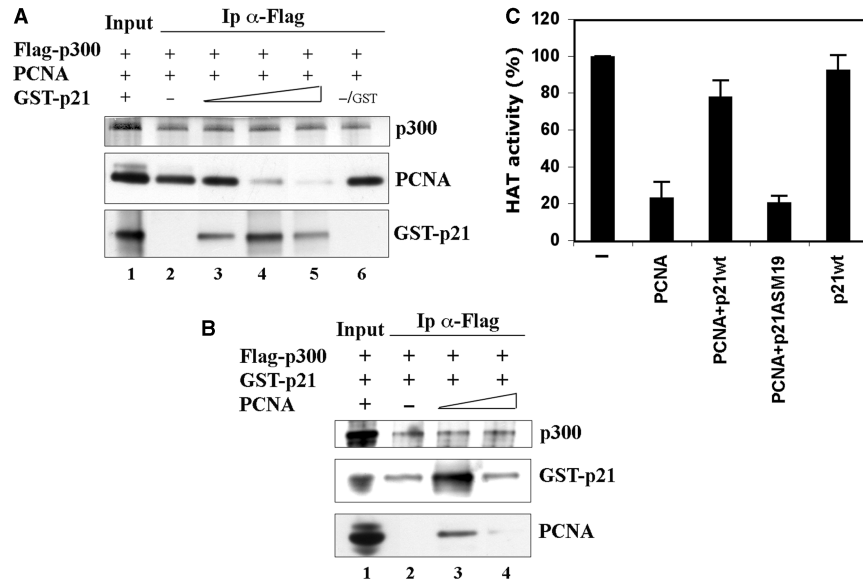 A
Input Ip α-Flag
Flag-p300 + + + + + +
PCNA + + + + + +
GST-p21 + − −/GST
p300
PCNA
GST-p21
1 2 3 4 5 6
B
Input Ip α-Flag
Flag-p300 + + + +
GST-p21 + + + +
PCNA + −
p300
GST-p21
PCNA
1 2 3 4
C
HAT activity (%)
120
100
80
60
40
20
0
−
PCNA
PCNA+p21wt
PCNA+p21ASM19
p21wt